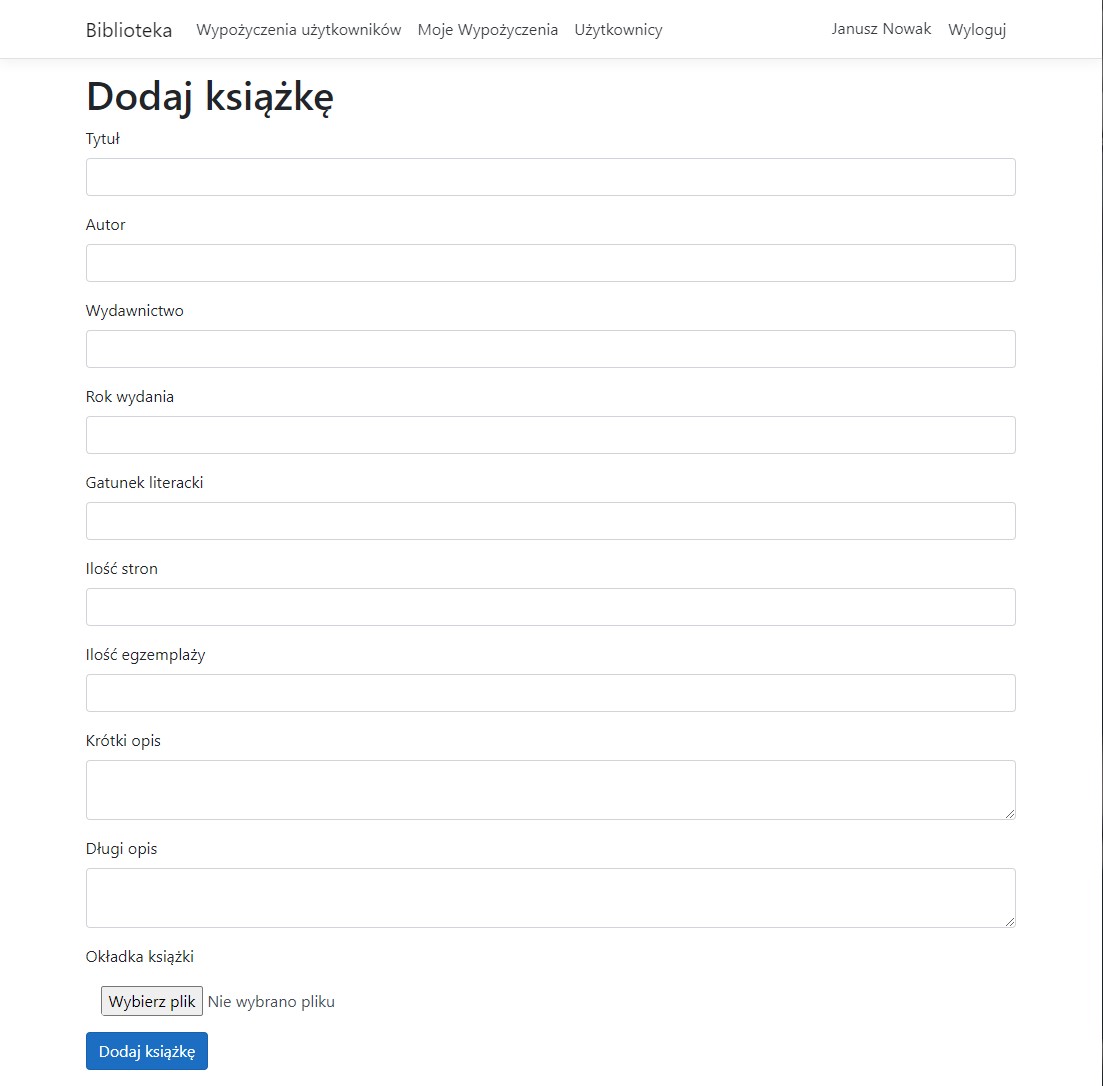 Biblioteka Wypożyczenia użytkowników Moje Wypożyczenia Użytkownicy Janusz Nowak Wyloguj
Dodaj książkę
Tytuł
Autor
Wydawnictwo
Rok wydania
Gatunek literacki
Ilość stron
Ilość egzemplaży
Krótki opis
Długi opis
Okładka książki
Wybierz plik Nie wybrano pliku
Dodaj książkę